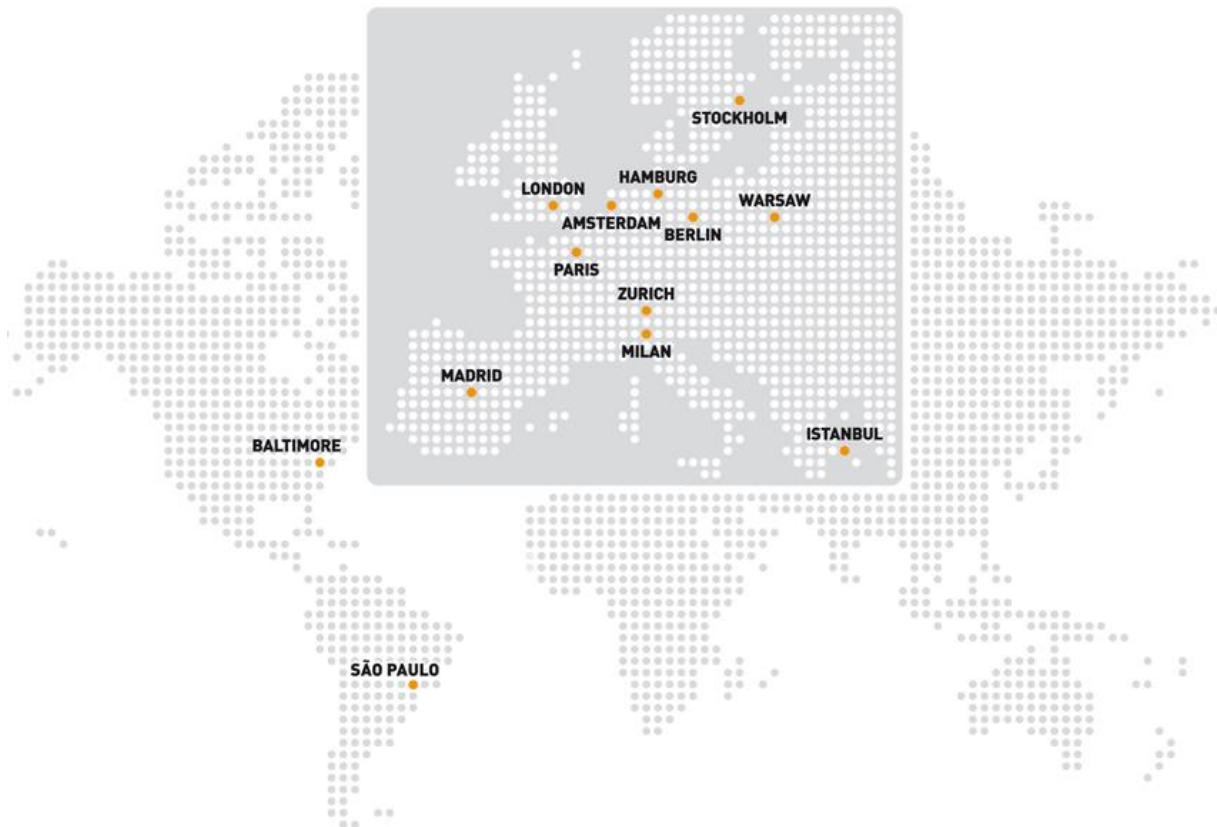 STOCKHOLM
HAMBURG
LONDON
WARSAW
AMSTERDAM
BERLIN
PARIS
ZURICH
MILAN
MADRID
ISTANBUL
BALTIMORE
SÃO PAULO